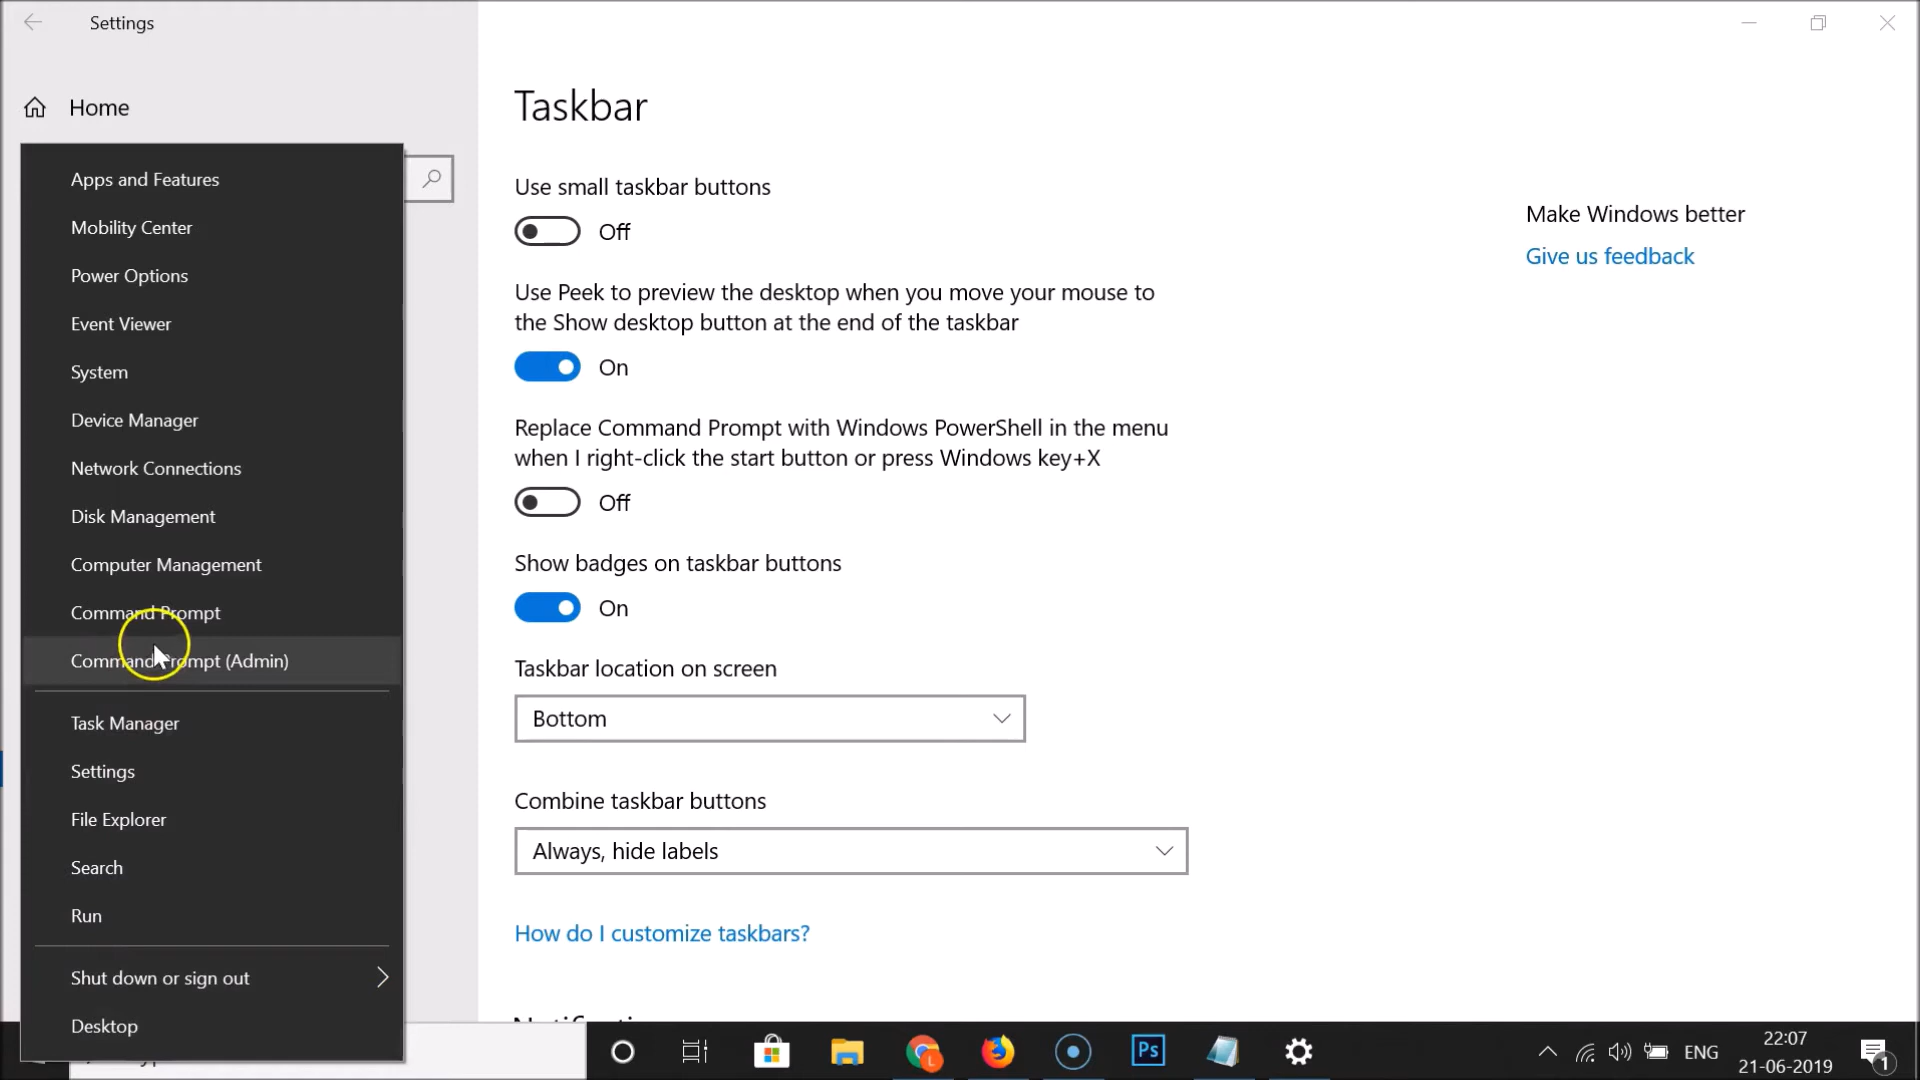 Settings
Home
Apps and Features
Mobility Center
Power Options
Event Viewer
System
Device Manager
Network Connections
Disk Management
Computer Management
Command Prompt
Command Prompt (Admin)
Task Manager
Settings
File Explorer
Search
Run
Shut down or sign out
Desktop
Taskbar
Use small taskbar buttons
Off
Use Peek to preview the desktop when you move your mouse to
the Show desktop button at the end of the taskbar
On
Replace Command Prompt with Windows PowerShell in the menu
when I right-click the start button or press Windows key+X
Off
Show badges on taskbar buttons
On
Taskbar location on screen
Bottom
Combine taskbar buttons
Always, hide labels
How do I customize taskbars?
Make Windows better
Give us feedback
L
Ps
ENG
22:07
21-06-2019
1